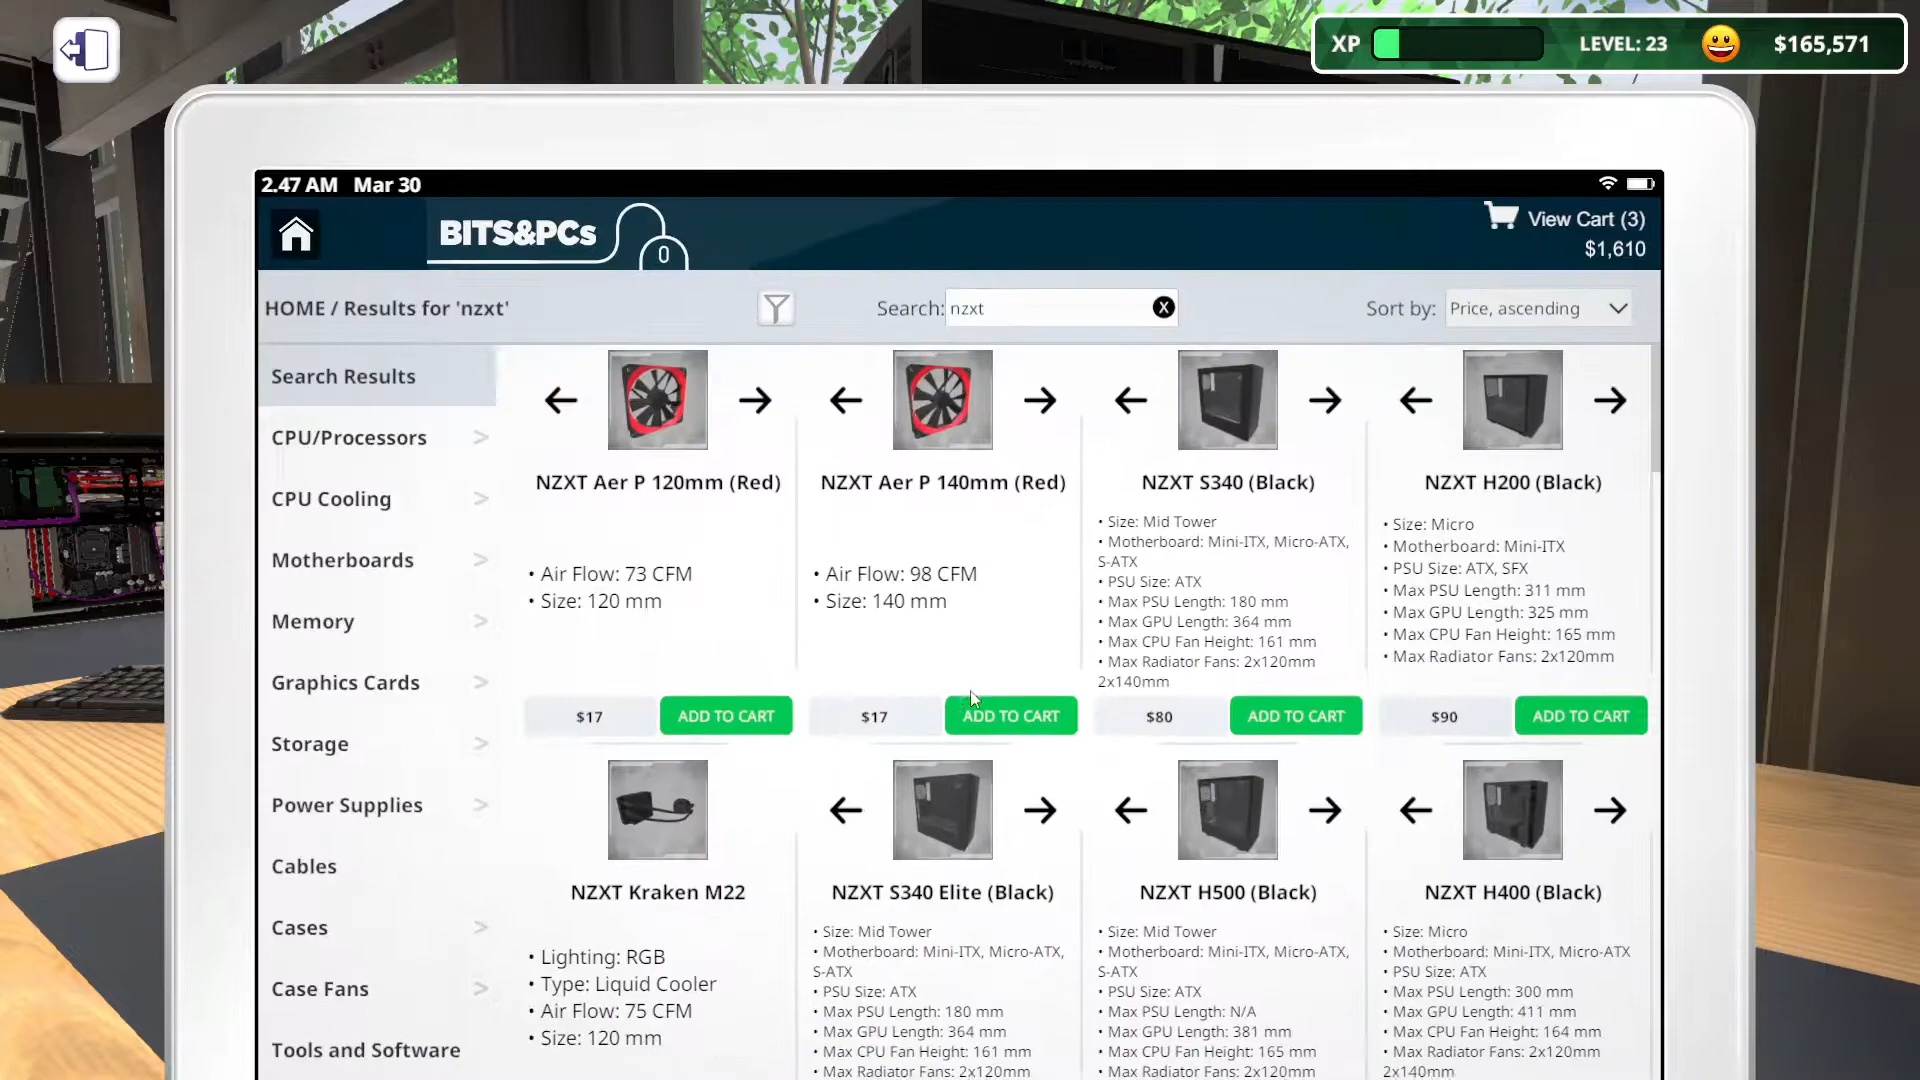 XP
LEVEL: 23
$165,571
2.47 AM Mar 30
BITS&PCs
View Cart (3)
$1,610
HOME / Results for 'nzxt'
Search: nzxt
X
Sort by: Price, ascending
Search Results
CPU/Processors >
CPU Cooling >
Motherboards >
Memory >
Graphics Cards >
Storage >
Power Supplies >
Cables
Cases >
Case Fans >
Tools and Software
NZXT Aer P 120mm (Red)
• Air Flow: 73 CFM
• Size: 120 mm
$17
ADD TO CART
NZXT Aer P 140mm (Red)
• Air Flow: 98 CFM
• Size: 140 mm
$17
ADD TO CART
NZXT S340 (Black)
• Size: Mid Tower
• Motherboard: Mini-ITX, Micro-ATX,
S-ATX
• PSU Size: ATX
• Max PSU Length: 180 mm
• Max GPU Length: 364 mm
• Max CPU Fan Height: 161 mm
• Max Radiator Fans: 2x120mm
2x140mm
$80
ADD TO CART
NZXT H200 (Black)
• Size: Micro
• Motherboard: Mini-ITX
• PSU Size: ATX, SFX
• Max PSU Length: 311 mm
• Max GPU Length: 325 mm
• Max CPU Fan Height: 165 mm
• Max Radiator Fans: 2x120mm
$90
ADD TO CART
NZXT Kraken M22
• Lighting: RGB
• Type: Liquid Cooler
• Air Flow: 75 CFM
• Size: 120 mm
NZXT S340 Elite (Black)
• Size: Mid Tower
• Motherboard: Mini-ITX, Micro-ATX,
S-ATX
• PSU Size: ATX
• Max PSU Length: 180 mm
• Max GPU Length: 364 mm
• Max CPU Fan Height: 161 mm
• Max Radiator Fans: 2x120mm
NZXT H500 (Black)
• Size: Mid Tower
• Motherboard: Mini-ITX, Micro-ATX,
S-ATX
• PSU Size: ATX
• Max PSU Length: N/A
• Max GPU Length: 381 mm
• Max CPU Fan Height: 165 mm
• Max Radiator Fans: 2x120mm
NZXT H400 (Black)
• Size: Micro
• Motherboard: Mini-ITX, Micro-ATX
• PSU Size: ATX
• Max PSU Length: 300 mm
• Max GPU Length: 411 mm
• Max CPU Fan Height: 164 mm
• Max Radiator Fans: 2x120mm
2x140mm